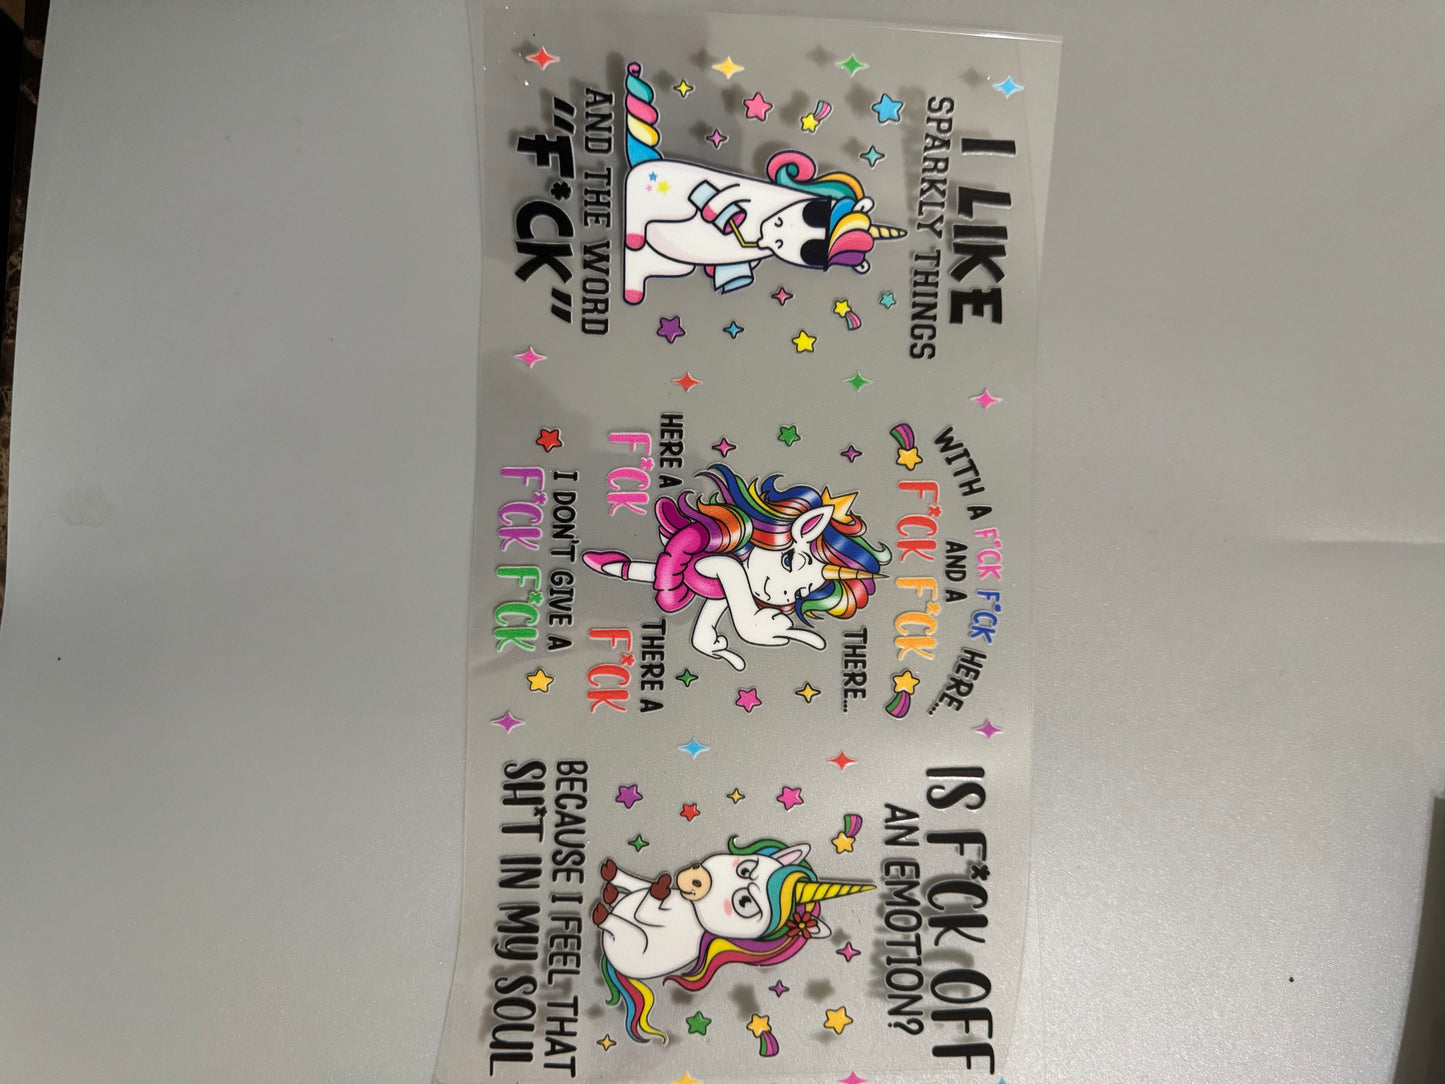 I LIKE
SPARKLY THINGS
AND THE WORD
"F*CK"
WITH A F*CK F*CK HERE...
AND A
F*CK F*CK
THERE...
HERE A
F*CK
THERE A
F*CK
I DON'T GIVE A
F*CK F*CK
IS F*CK OFF
AN EMOTION?
BECAUSE I FEEL THAT
SH*T IN MY SOUL